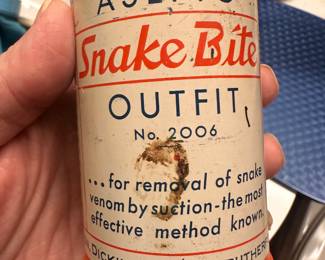 Snake Bite
OUTFIT
No. 2006
...for removal of snake
venom by suction-the most
effective method known.